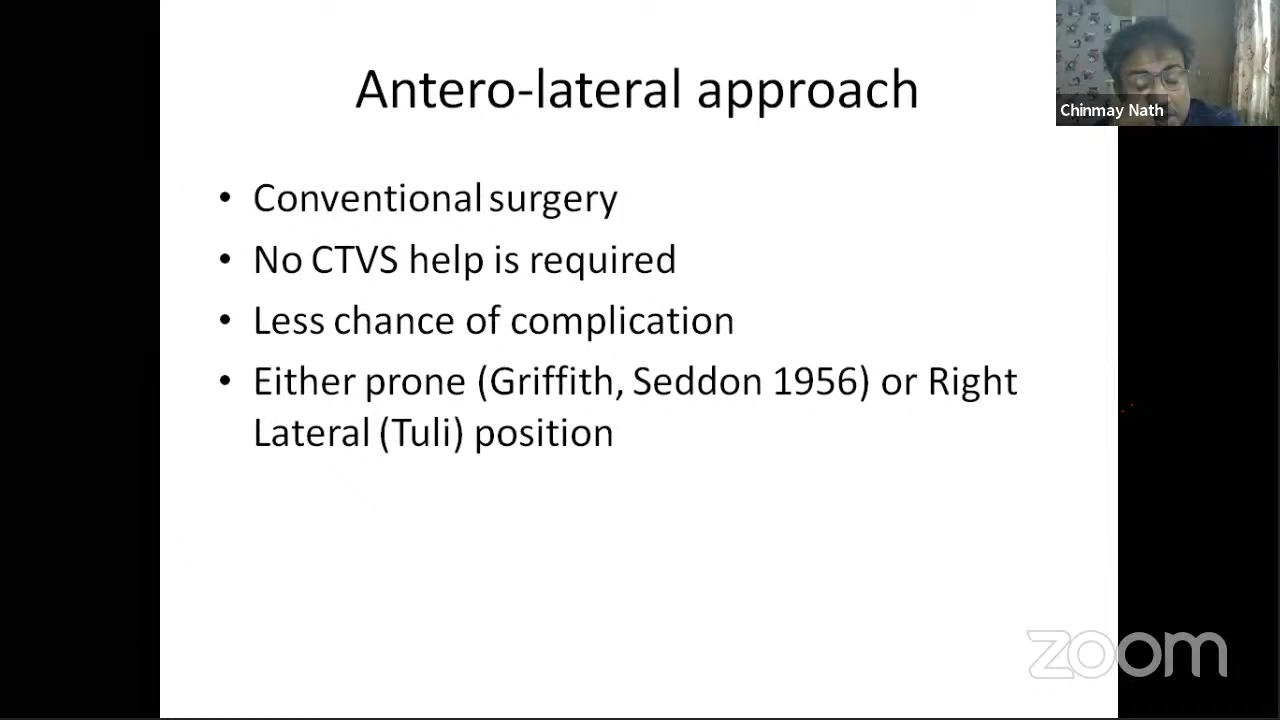 Antero-lateral approach
Chinmay Nath
• Conventional surgery
• No CTVS help is required
• Less chance of complication
• Either prone (Griffith, Seddon 1956) or Right
Lateral (Tuli) position
zoom